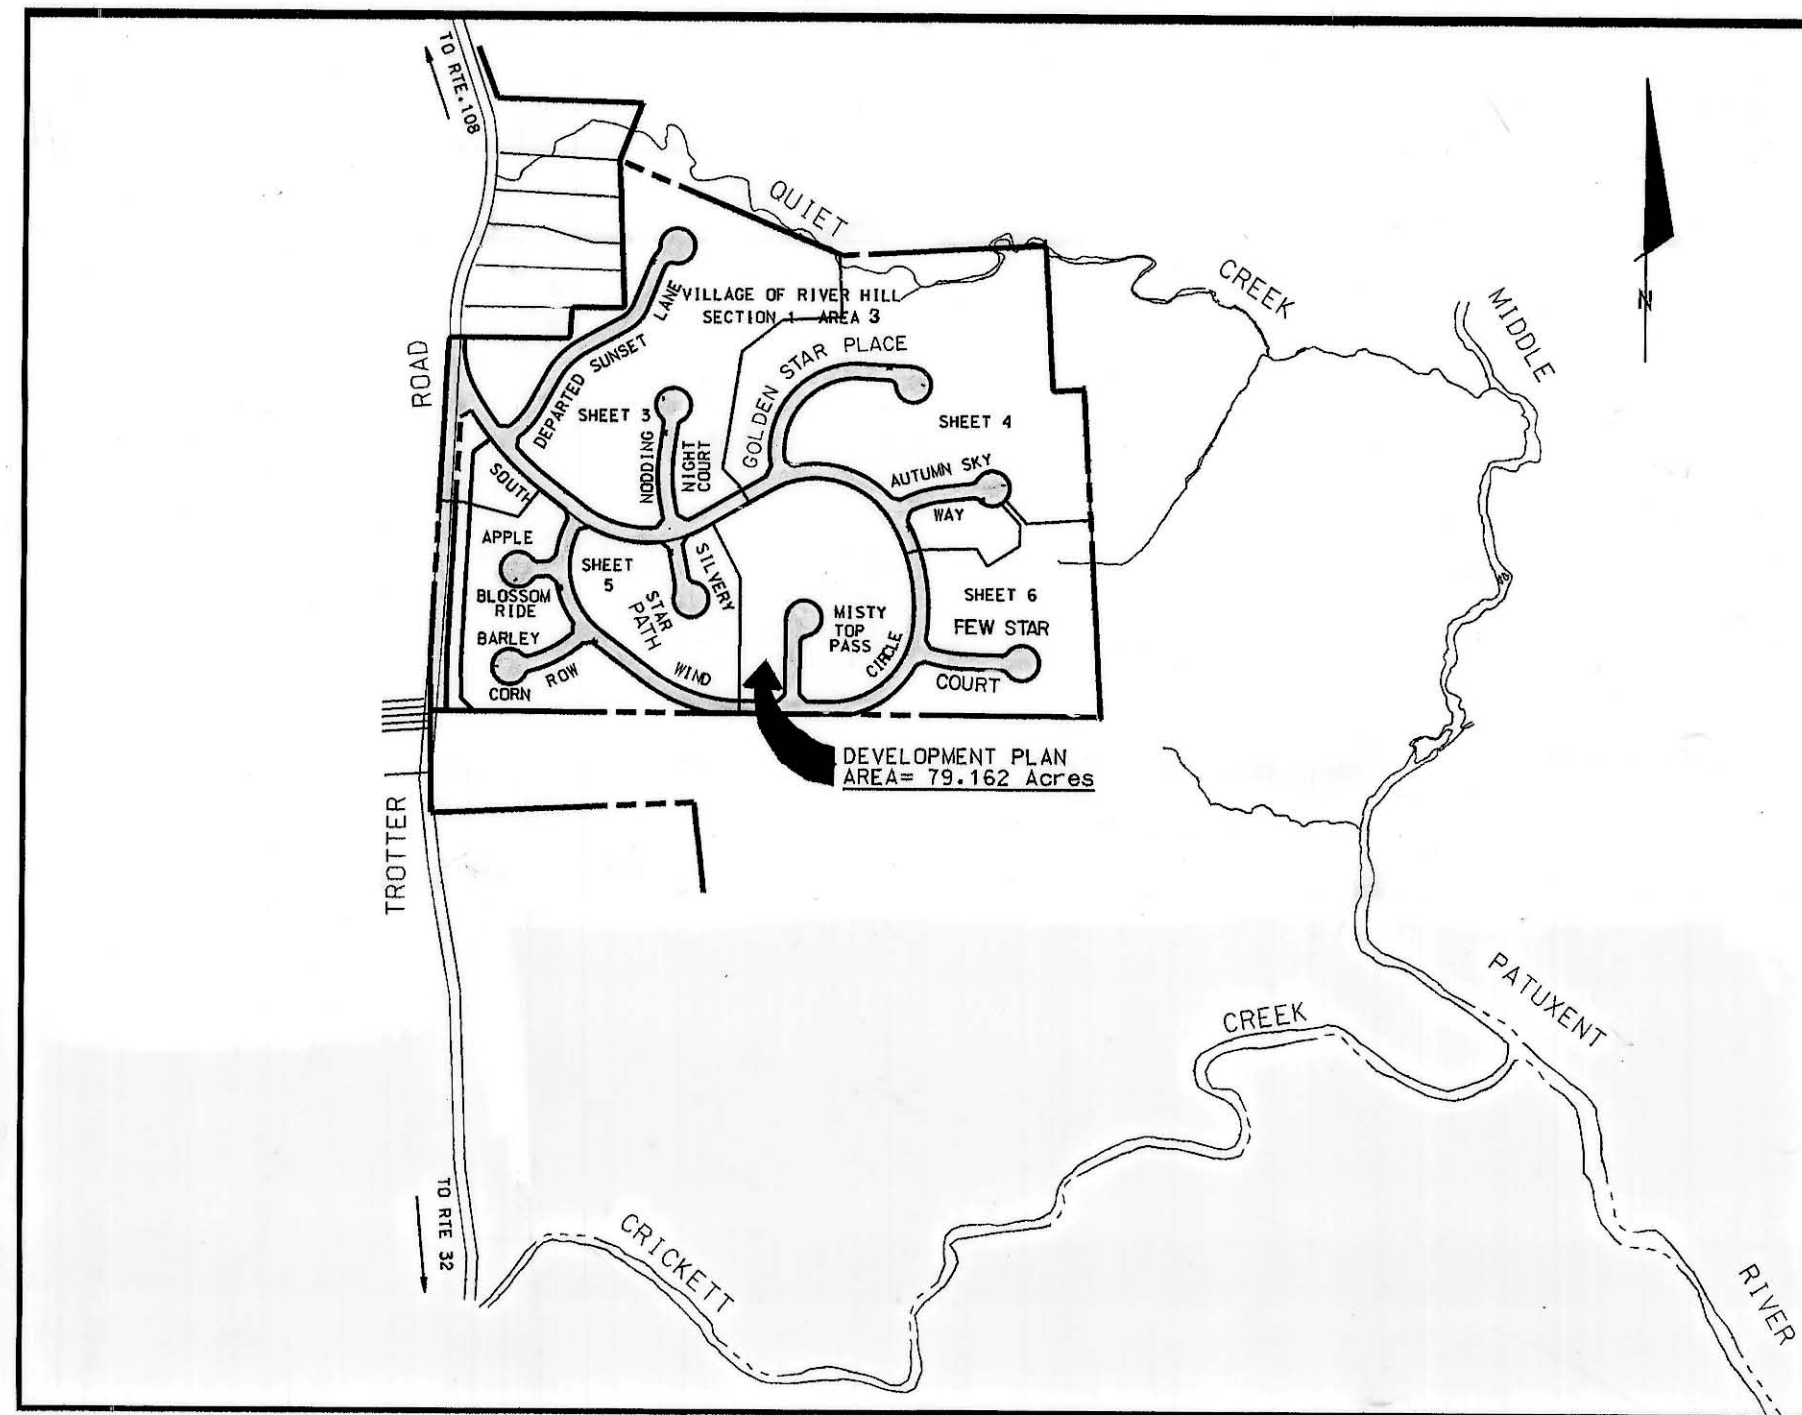 TO RTE.108
QUIET
CREEK
MIDDLE
N
VILLAGE OF RIVER HILL
SECTION 1 AREA 3
DEPARTED SUNSET LANE
GOLDEN STAR PLACE
ROAD
SHEET 3
SHEET 4
NODDING
NIGHT
COURT
SOUTH
AUTUMN SKY
WAY
APPLE
BLOSSOM
RIDE
SHEET
5
SILVERY
STAR
PATH
SHEET 6
FEW STAR
COURT
MISTY
TOP
PASS
BARLEY
CORN
ROW
WIND
CIRCLE
DEVELOPMENT PLAN
AREA= 79.162 Acres
TROTTER
PATUXENT
CREEK
TO RTE 32
CRICKETT
RIVER